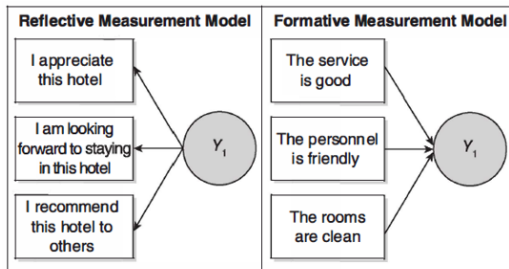 Reflective Measurement Model
I appreciate
this hotel
I am looking
forward to staying
in this hotel
I recommend
this hotel to
others
Y1
Formative Measurement Model
The service
is good
The personnel
is friendly
The rooms
are clean
Y1